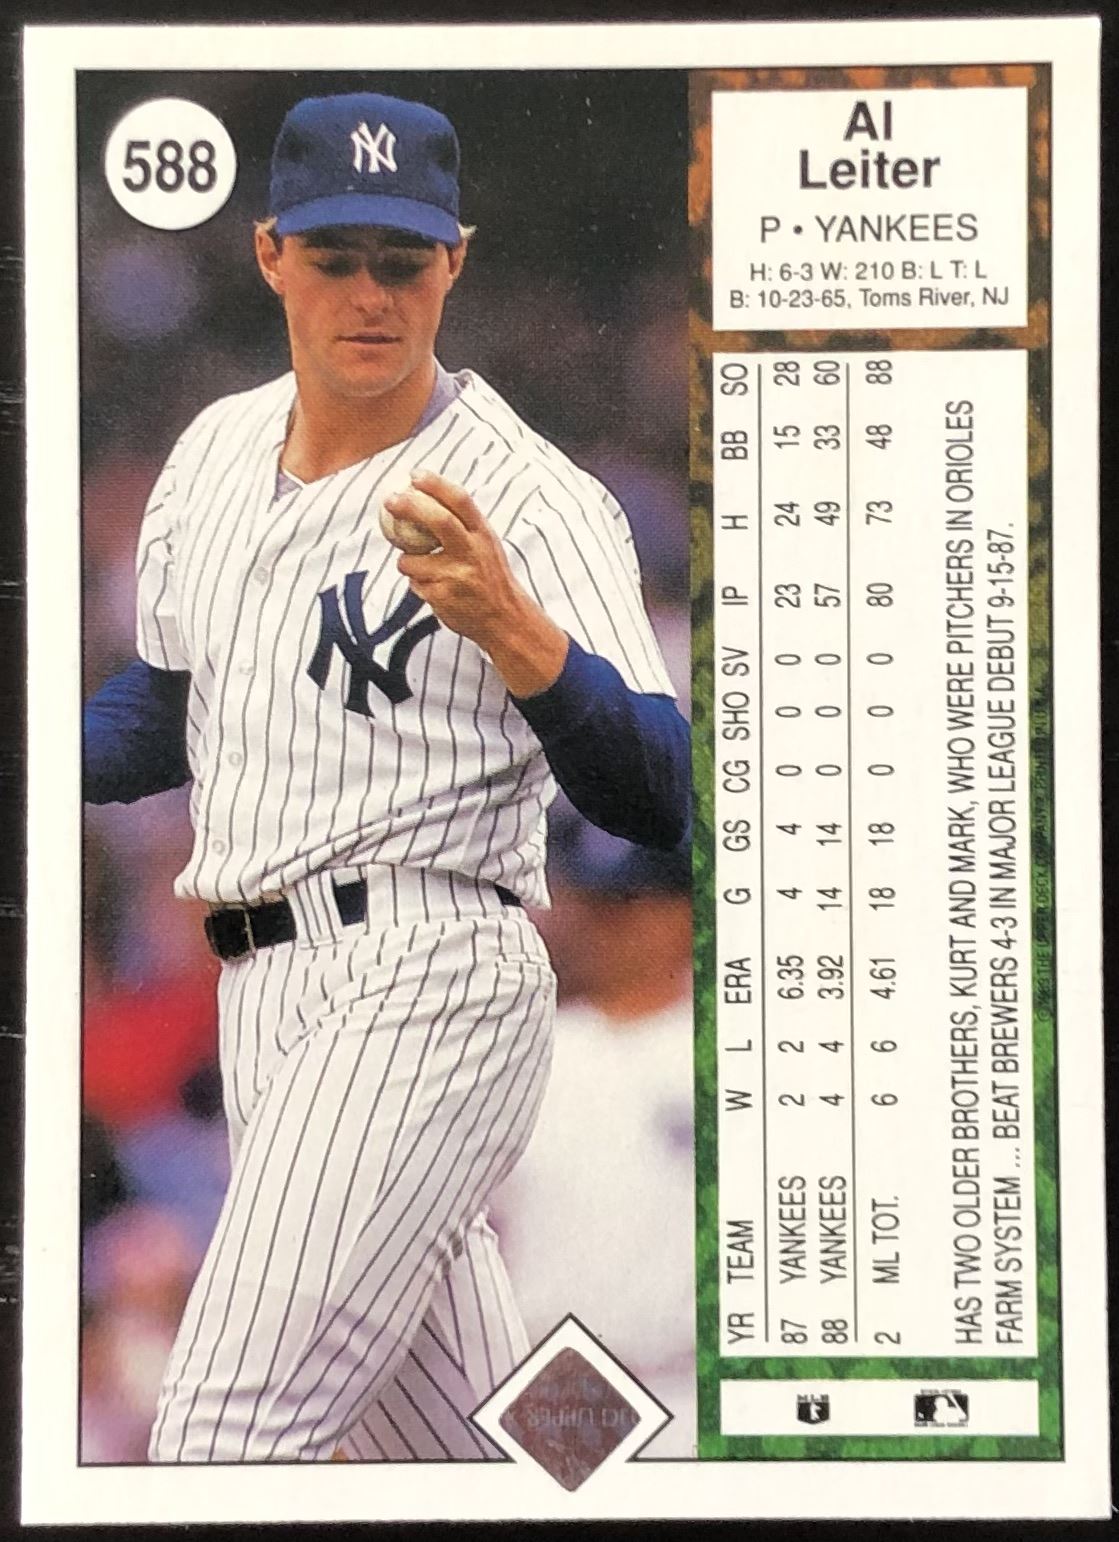 588
Al
Leiter
P • YANKEES
H: 6-3 W: 210 B: L T: L
B: 10-23-65, Toms River, NJ
YR TEAM W L ERA G GS CG SHO SV IP H BB SO
87 YANKEES 2 2 6.35 4 4 0 0 0 23 24 15 28
88 YANKEES 4 4 3.92 14 14 0 0 0 57 49 33 60
2 ML TOT. 6 6 4.61 18 18 0 0 0 80 73 48 88
HAS TWO OLDER BROTHERS, KURT AND MARK, WHO WERE PITCHERS IN ORIOLES
FARM SYSTEM ... BEAT BREWERS 4-3 IN MAJOR LEAGUE DEBUT 9-15-87.
NY
NY